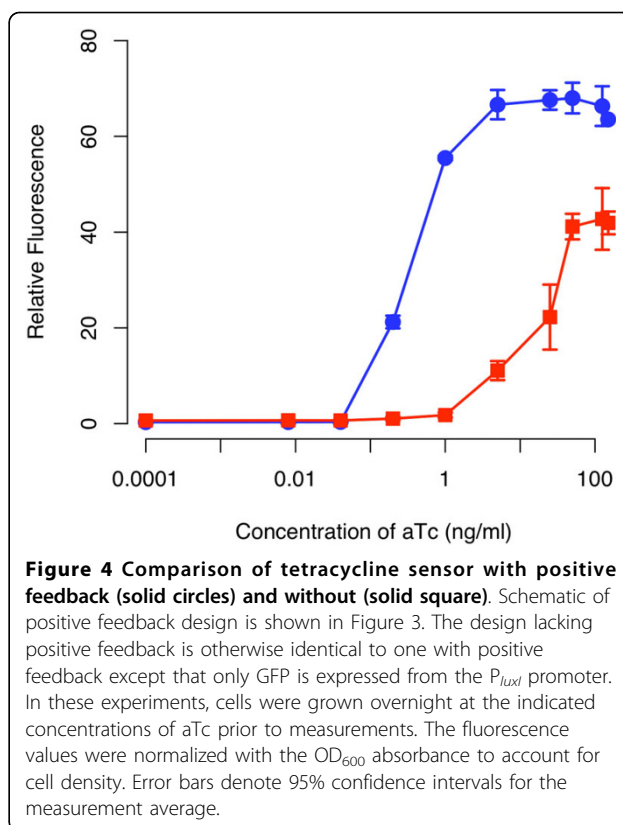 80
60
40
20
0
Relative Fluorescence
0.0001
0.01
1
100
Concentration of aTc (ng/ml)
Figure 4 Comparison of tetracycline sensor with positive
feedback (solid circles) and without (solid square). Schematic of
positive feedback design is shown in Figure 3. The design lacking
positive feedback is otherwise identical to one with positive
feedback except that only GFP is expressed from the PluxI promoter.
In these experiments, cells were grown overnight at the indicated
concentrations of aTc prior to measurements. The fluorescence
values were normalized with the OD600 absorbance to account for
cell density. Error bars denote 95% confidence intervals for the
measurement average.